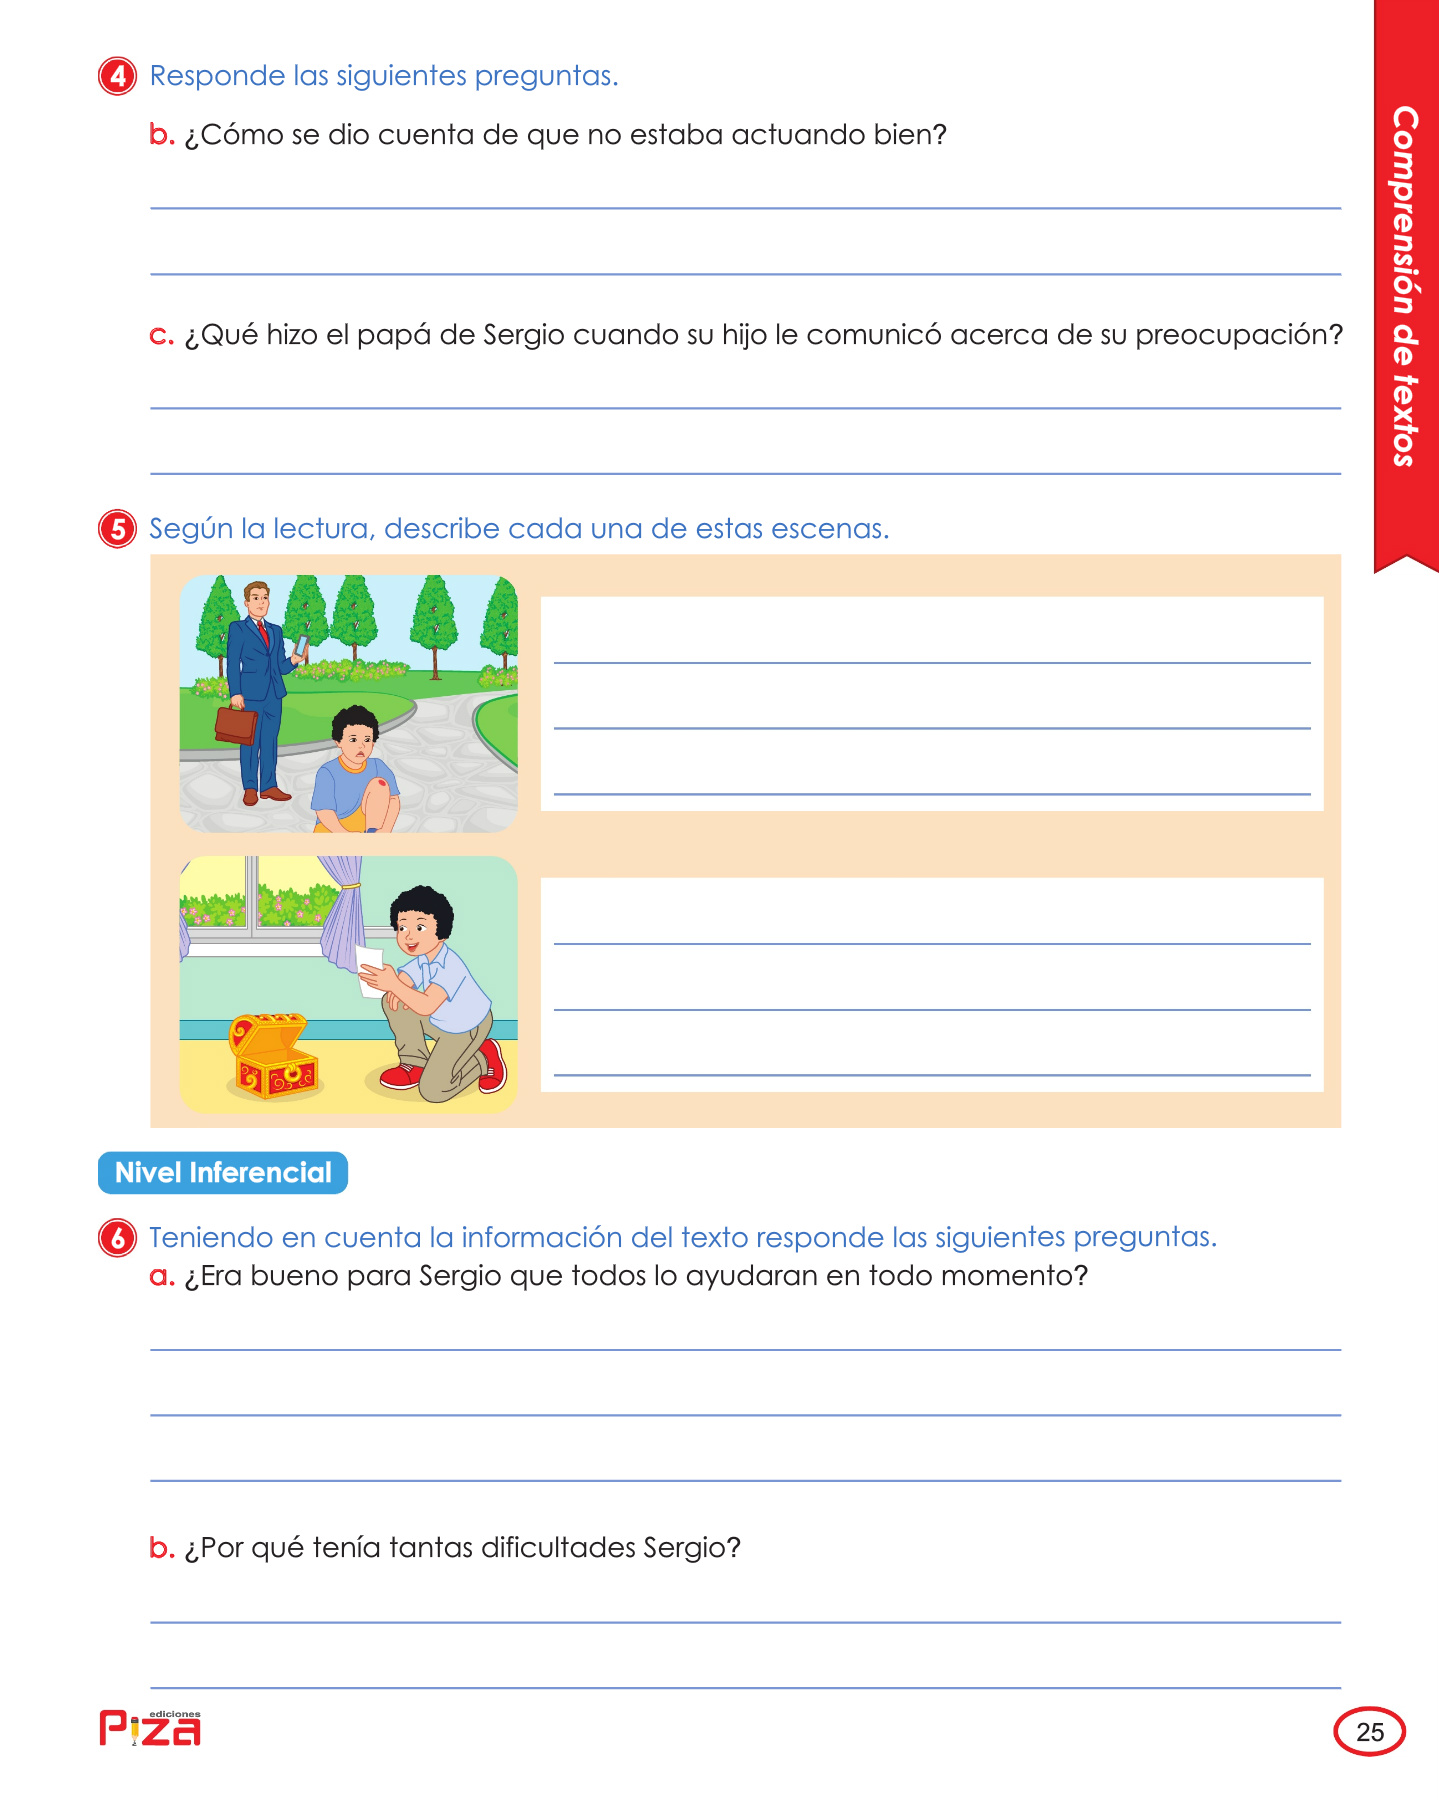 4 Responde las siguientes preguntas.
b. ¿Cómo se dio cuenta de que no estaba actuando bien?
c. ¿Qué hizo el papá de Sergio cuando su hijo le comunicó acerca de su preocupación?
Comprensión de textos
5 Según la lectura, describe cada una de estas escenas.
Nivel Inferencial
6 Teniendo en cuenta la información del texto responde las siguientes preguntas.
a. ¿Era bueno para Sergio que todos lo ayudaran en todo momento?
b. ¿Por qué tenía tantas dificultades Sergio?
ediciones
Piza
25